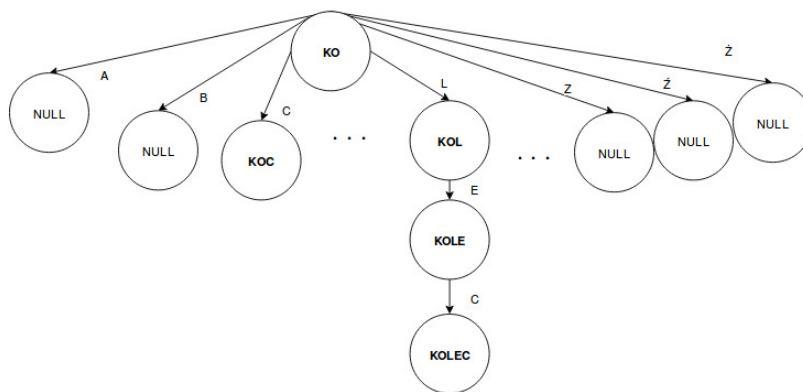 KO
A
B
C
L
Z
Ź
Ż
NULL
NULL
KOC
. . .
KOL
. . .
NULL
NULL
NULL
E
KOLE
C
KOLEC